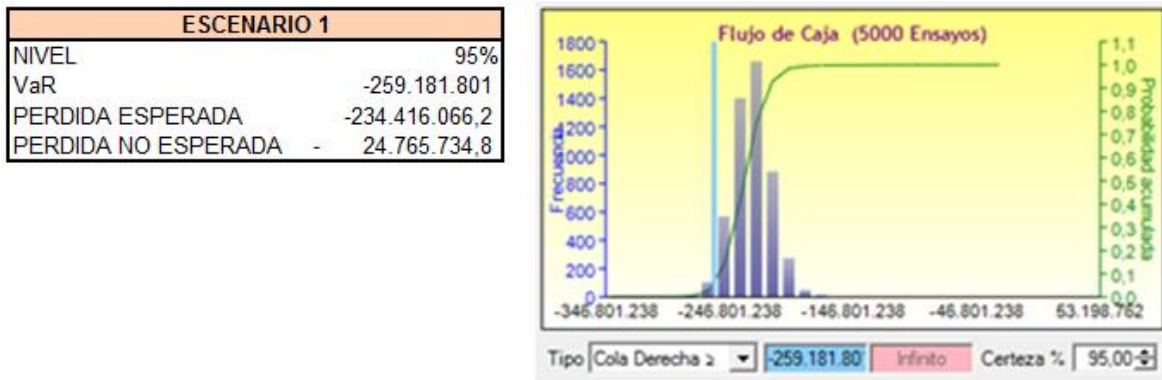 ESCENARIO 1
NIVEL 95%
VaR -259.181.801
PERDIDA ESPERADA -234.416.066,2
PERDIDA NO ESPERADA - 24.765.734,8
Flujo de Caja (5000 Ensayos)
1800
1600
1400
1200
1000
800
600
400
200
0
Frecuencia
1,1
1,0
0,9
0,8
0,7
0,6
0,5
0,4
0,3
0,2
0,1
0,0
Probabilidad acumulada
-346.801.238 -246.801.238 -146.801.238 -46.801.238 53.198.762
Tipo Cola Derecha ≥ -259.181.80 Infinito Certeza % 95,00